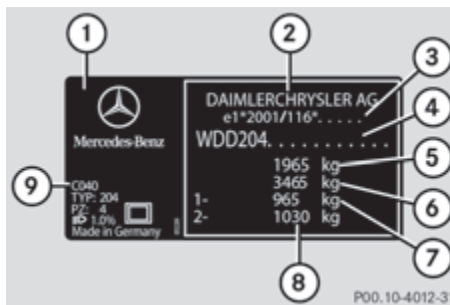 1
2
3
DAIMLERCHRYSLER AG
e1*2001/116*. . . . .
4
WDD204. . . . . . . . . . .
Mercedes-Benz
1965 kg
5
9
C040
3465 kg
6
TYP: 204
1- 965 kg
PZ: 4
2- 1030 kg
1.0%
Made in Germany
7
8
P00.10-4012-31